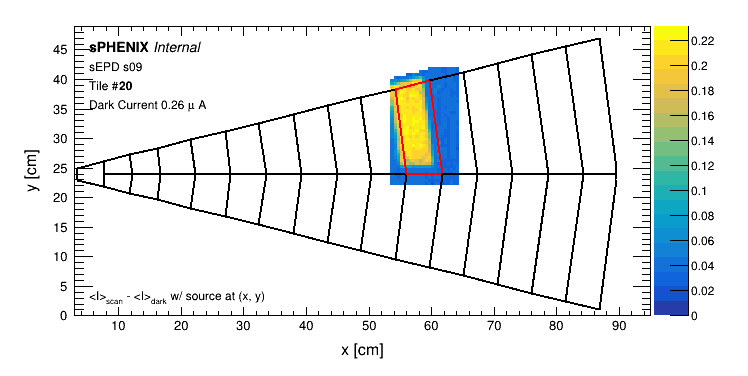 sPHENIX Internal
sEPD s09
Tile #20
Dark Current 0.26 μ A
<I>scan - <I>dark w/ source at (x, y)
y [cm]
45
40
35
30
25
20
15
10
5
0
10 20 30 40 50 60 70 80 90
x [cm]
0.22
0.2
0.18
0.16
0.14
0.12
0.1
0.08
0.06
0.04
0.02
0